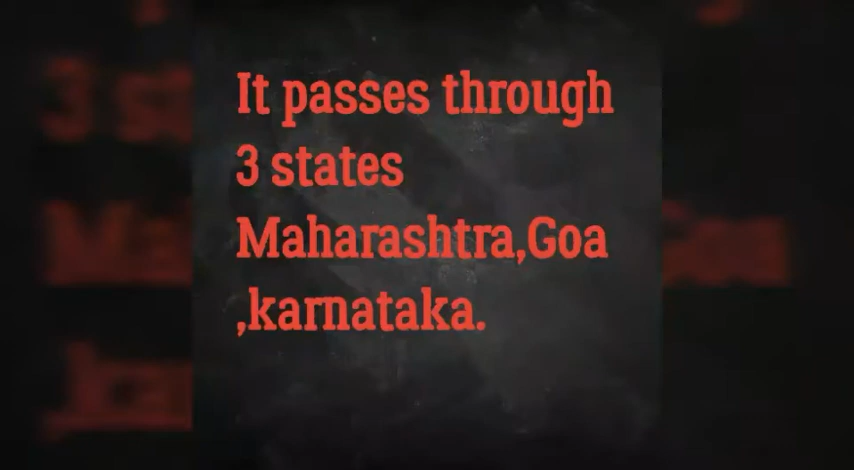 It passes through
3 states
Maharashtra,Goa
,karnataka.